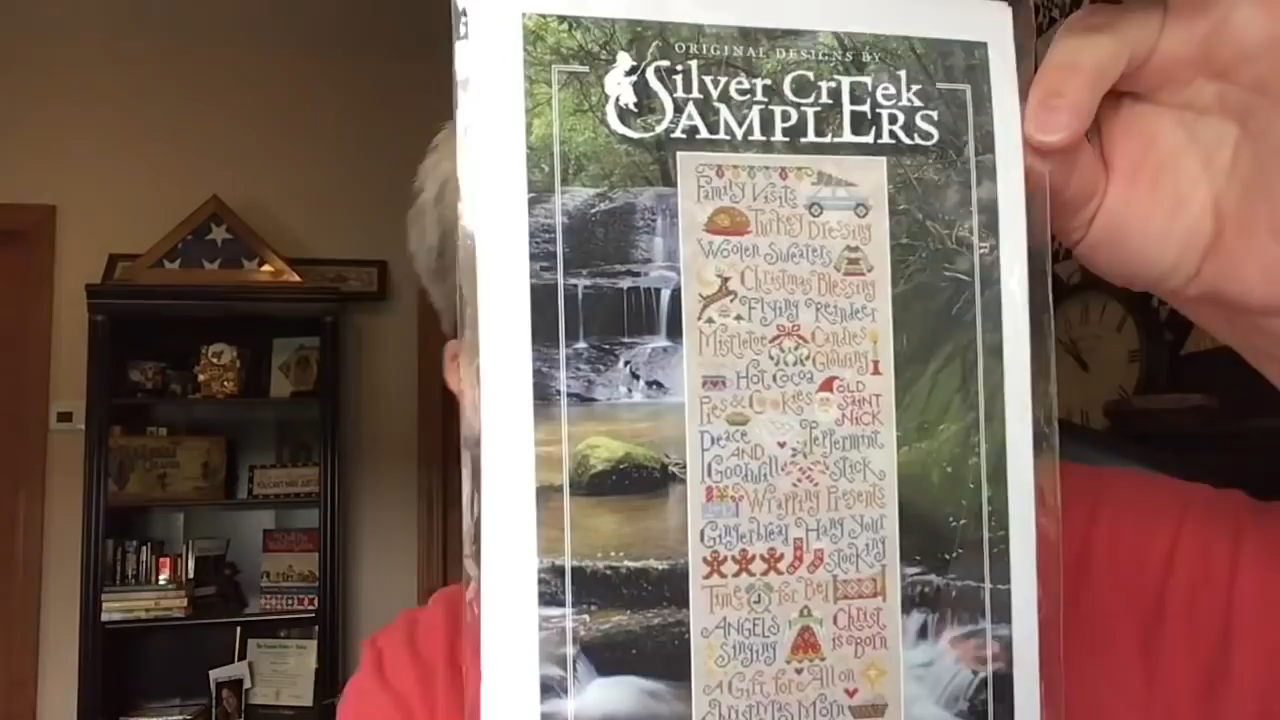 ORIGINAL DESIGNS BY
Silver CrEek
SAMPLERS
Family Visits
Turkey Dressing
Woolen Sweaters
Christmas Blessing
Flying Reindeer
Mistletoe Candles
Glowing
Hot Cocoa
Pies & Cookies
OLD
SAINT
NICK
Peace
AND
Goodwill
Peppermint
stick
Wrapping Presents
Gingerbread
Hang Your
stocking
Time for Bed
ANGELS
Singing
Christ
is Born
A Gift for All on
Christmas Morn